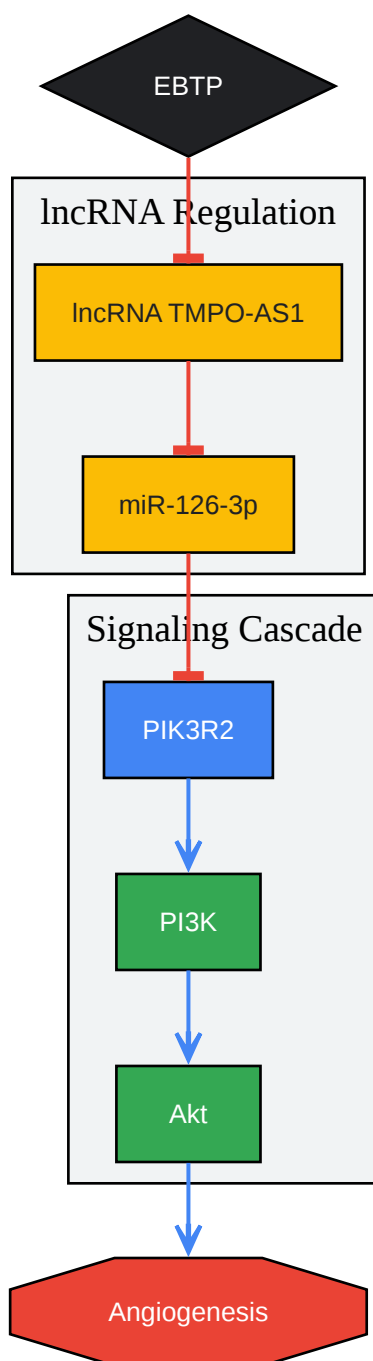 EBTP
lncRNA Regulation
lncRNA TMPO-AS1
miR-126-3p
Signaling Cascade
PIK3R2
PI3K
Akt
Angiogenesis